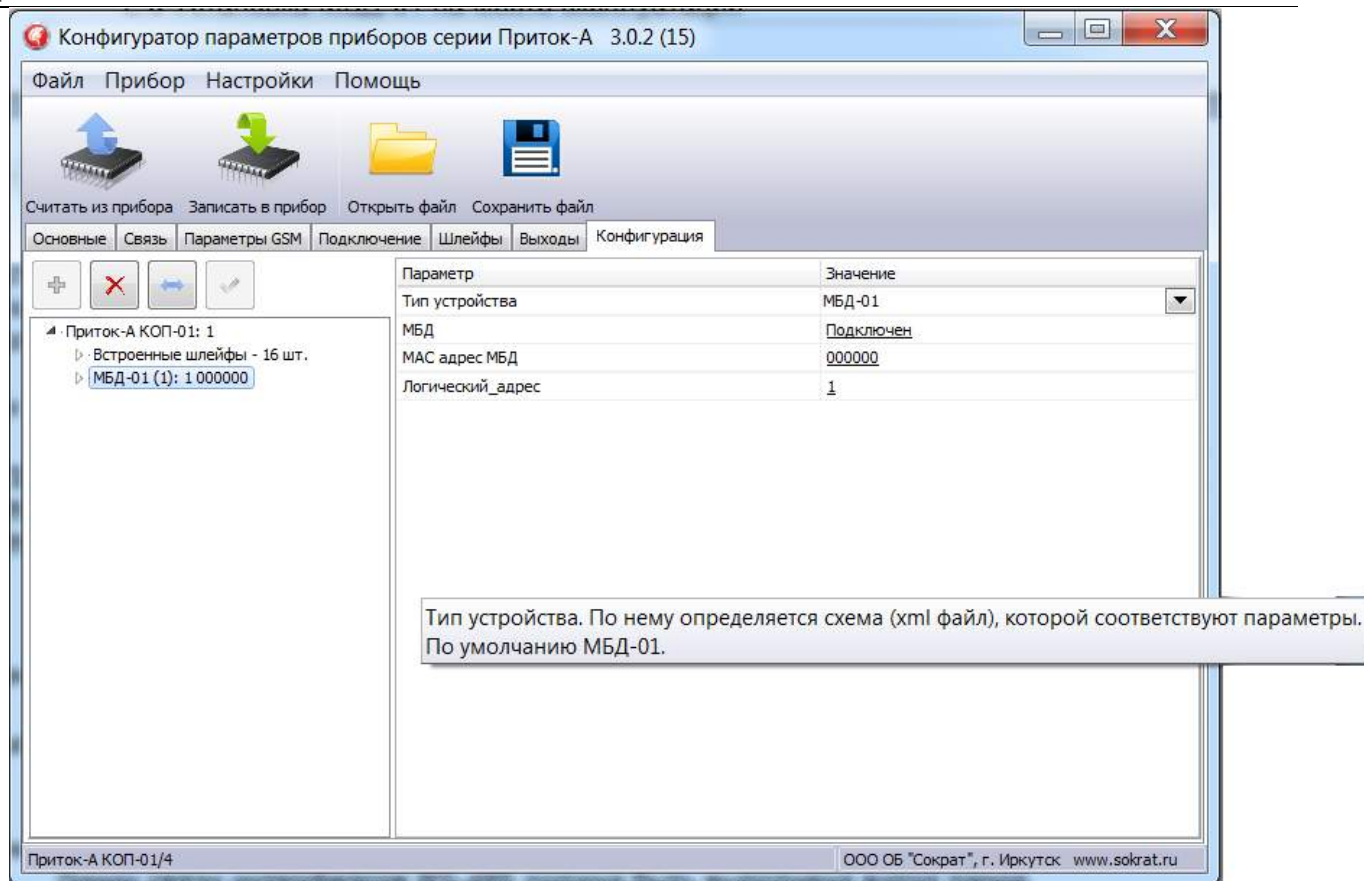 Конфигуратор параметров приборов серии Приток-А 3.0.2 (15)
Файл Прибор Настройки Помощь
Считать из прибора Записать в прибор Открыть файл Сохранить файл
Основные Связь Параметры GSM Подключение Шлейфы Выходы Конфигурация
Параметр Значение
Тип устройства МБД-01
МБД Подключен
MAC адрес МБД 000000
Логический_адрес 1
Приток-А КОП-01: 1
Встроенные шлейфы - 16 шт.
МБД-01 (1): 1 000000
Тип устройства. По нему определяется схема (xml файл), которой соответствуют параметры.
По умолчанию МБД-01.
Приток-А КОП-01/4
ООО ОБ "Сократ", г. Иркутск www.sokrat.ru